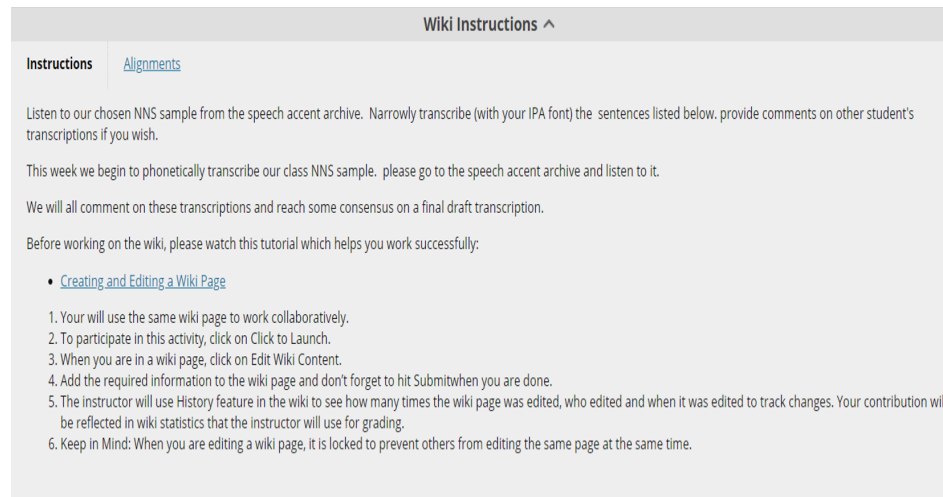 Wiki Instructions
Instructions
Alignments
Listen to our chosen NNS sample from the speech accent archive. Narrowly transcribe (with your IPA font) the sentences listed below. provide comments on other student's
transcriptions if you wish.
This week we begin to phonetically transcribe our class NNS sample. please go to the speech accent archive and listen to it.
We will all comment on these transcriptions and reach some consensus on a final draft transcription.
Before working on the wiki, please watch this tutorial which helps you work successfully:
• Creating and Editing a Wiki Page
1. Your will use the same wiki page to work collaboratively.
2. To participate in this activity, click on Click to Launch.
3. When you are in a wiki page, click on Edit Wiki Content.
4. Add the required information to the wiki page and don't forget to hit Submitwhen you are done.
5. The instructor will use History feature in the wiki to see how many times the wiki page was edited, who edited and when it was edited to track changes. Your contribution wi
be reflected in wiki statistics that the instructor will use for grading.
6. Keep in Mind: When you are editing a wiki page, it is locked to prevent others from editing the same page at the same time.